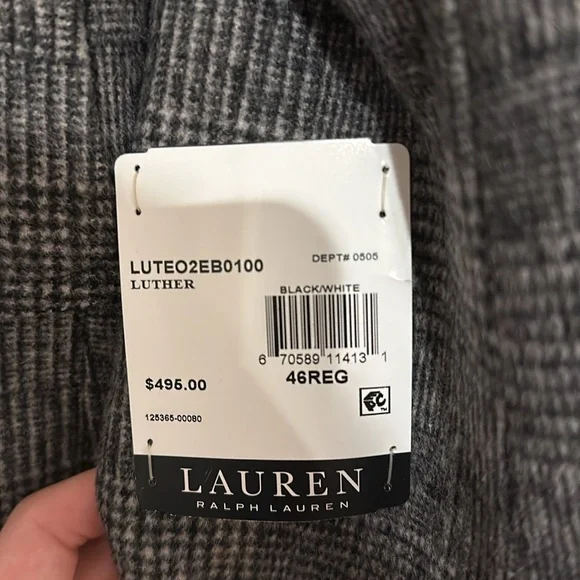 LUTEO2EB0100
DEPT# 0505
LUTHER
BLACK/WHITE
6 70589 11413 1
46REG
$495.00
125365-00080
LAUREN
RALPH LAUREN